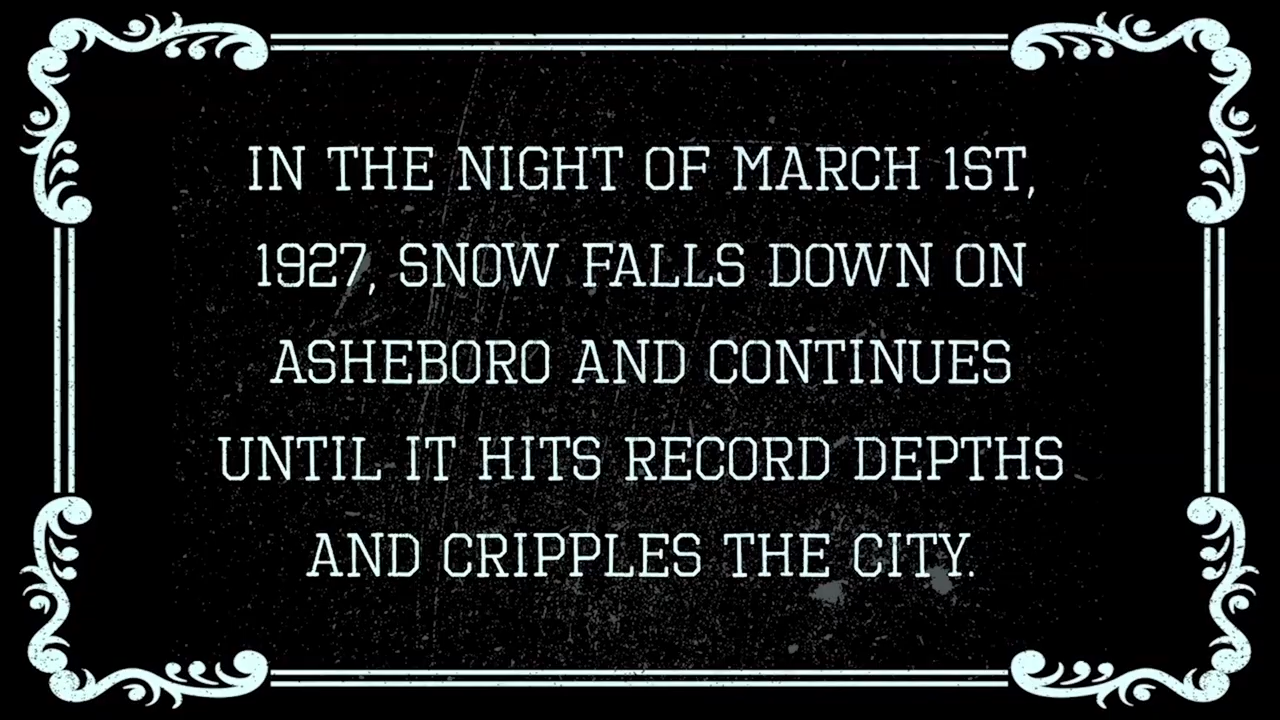 IN THE NIGHT OF MARCH 1ST,
1927, SNOW FALLS DOWN ON
ASHEBORO AND CONTINUES
UNTIL IT HITS RECORD DEPTHS
AND CRIPPLES THE CITY.